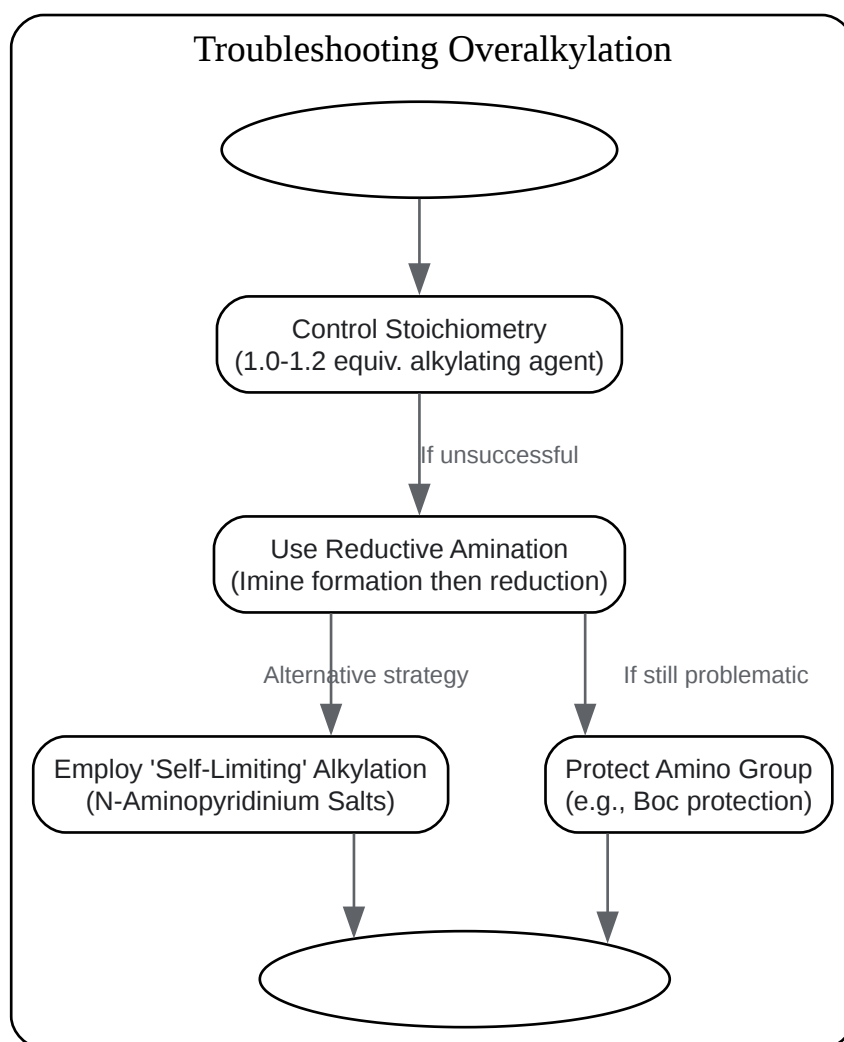 Troubleshooting Overalkylation
Control Stoichiometry
(1.0-1.2 equiv. alkylating agent)
If unsuccessful
Use Reductive Amination
(Imine formation then reduction)
Alternative strategy
If still problematic
Employ 'Self-Limiting' Alkylation
(N-Aminopyridinium Salts)
Protect Amino Group
(e.g., Boc protection)